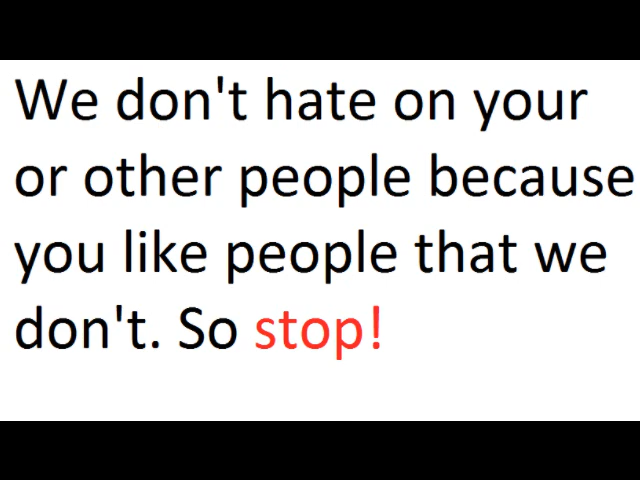 We don't hate on your
or other people because
you like people that we
don't. So stop!